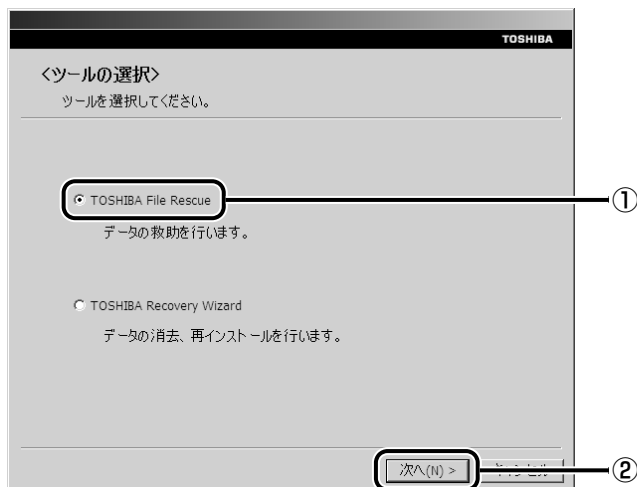 TOSHIBA
<ツールの選択>
ツールを選択してください。
TOSHIBA File Rescue
①
データの救助を行います。
TOSHIBA Recovery Wizard
データの消去、再インストールを行います。
次へ(N) >
②